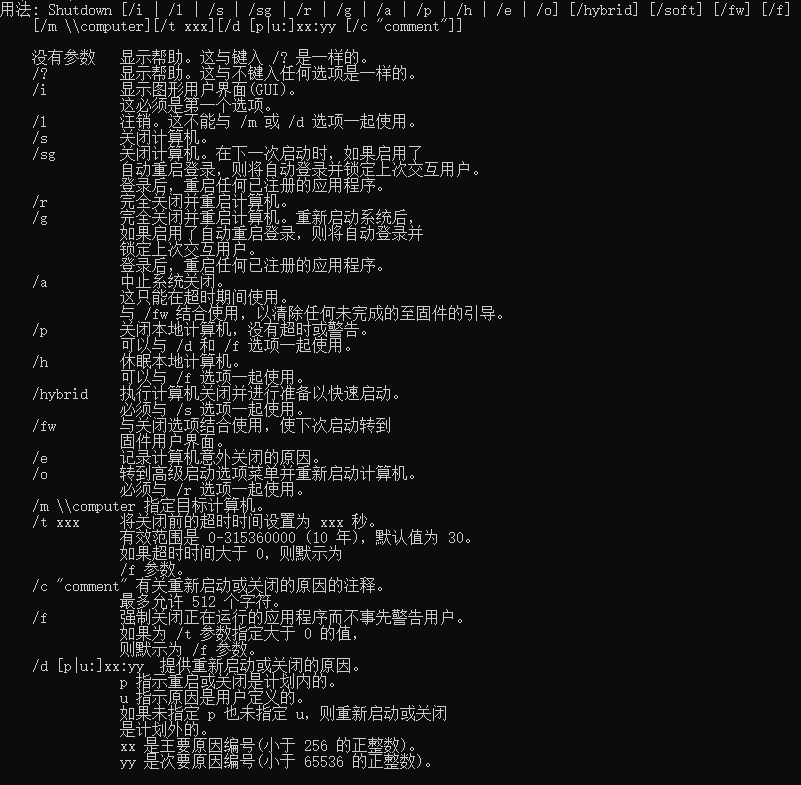 用法: Shutdown [/i | /l | /s | /sg | /r | /g | /a | /p | /h | /e | /o] [/hybrid] [/soft] [/fw] [/f]
[/m \\computer][/t xxx][/d [p|u:]xx:yy [/c "comment"]]
没有参数 显示帮助。这与键入 /? 是一样的。
/? 显示帮助。这与不键入任何选项是一样的。
/i 显示图形用户界面(GUI)。
这必须是第一个选项。
/l 注销。这不能与 /m 或 /d 选项一起使用。
/s 关闭计算机。
/sg 关闭计算机。在下一次启动时，如果启用了
自动重启登录，则将自动登录并锁定上次交互用户。
登录后，重启任何已注册的应用程序。
/r 完全关闭并重启计算机。
/g 完全关闭并重启计算机。重新启动系统后，
如果启用了自动重启登录，则将自动登录并
锁定上次交互用户。
登录后，重启任何已注册的应用程序。
/a 中止系统关闭。
这只能在超时期间使用。
与 /fw 结合使用，以清除任何未完成的至固件的引导。
/p 关闭本地计算机，没有超时或警告。
可以与 /d 和 /f 选项一起使用。
/h 休眠本地计算机。
可以与 /f 选项一起使用。
/hybrid 执行计算机关闭并进行准备以快速启动。
必须与 /s 选项一起使用。
/fw 与关闭选项结合使用，使下次启动转到
固件用户界面。
/e 记录计算机意外关闭的原因。
/o 转到高级启动选项菜单并重新启动计算机。
必须与 /r 选项一起使用。
/m \\computer 指定目标计算机。
/t xxx 将关闭前的超时时间设置为 xxx 秒。
有效范围是 0-315360000 (10 年)，默认值为 30。
如果超时时间大于 0，则默示为
/f 参数。
/c "comment" 有关重新启动或关闭的原因的注释。
最多允许 512 个字符。
/f 强制关闭正在运行的应用程序而不事先警告用户。
如果为 /t 参数指定大于 0 的值，
则默示为 /f 参数。
/d [p|u:]xx:yy 提供重新启动或关闭的原因。
p 指示重启或关闭是计划内的。
u 指示原因是用户定义的。
如果未指定 p 也未指定 u，则重新启动或关闭
是计划外的。
xx 是主要原因编号(小于 256 的正整数)。
yy 是次要原因编号(小于 65536 的正整数)。